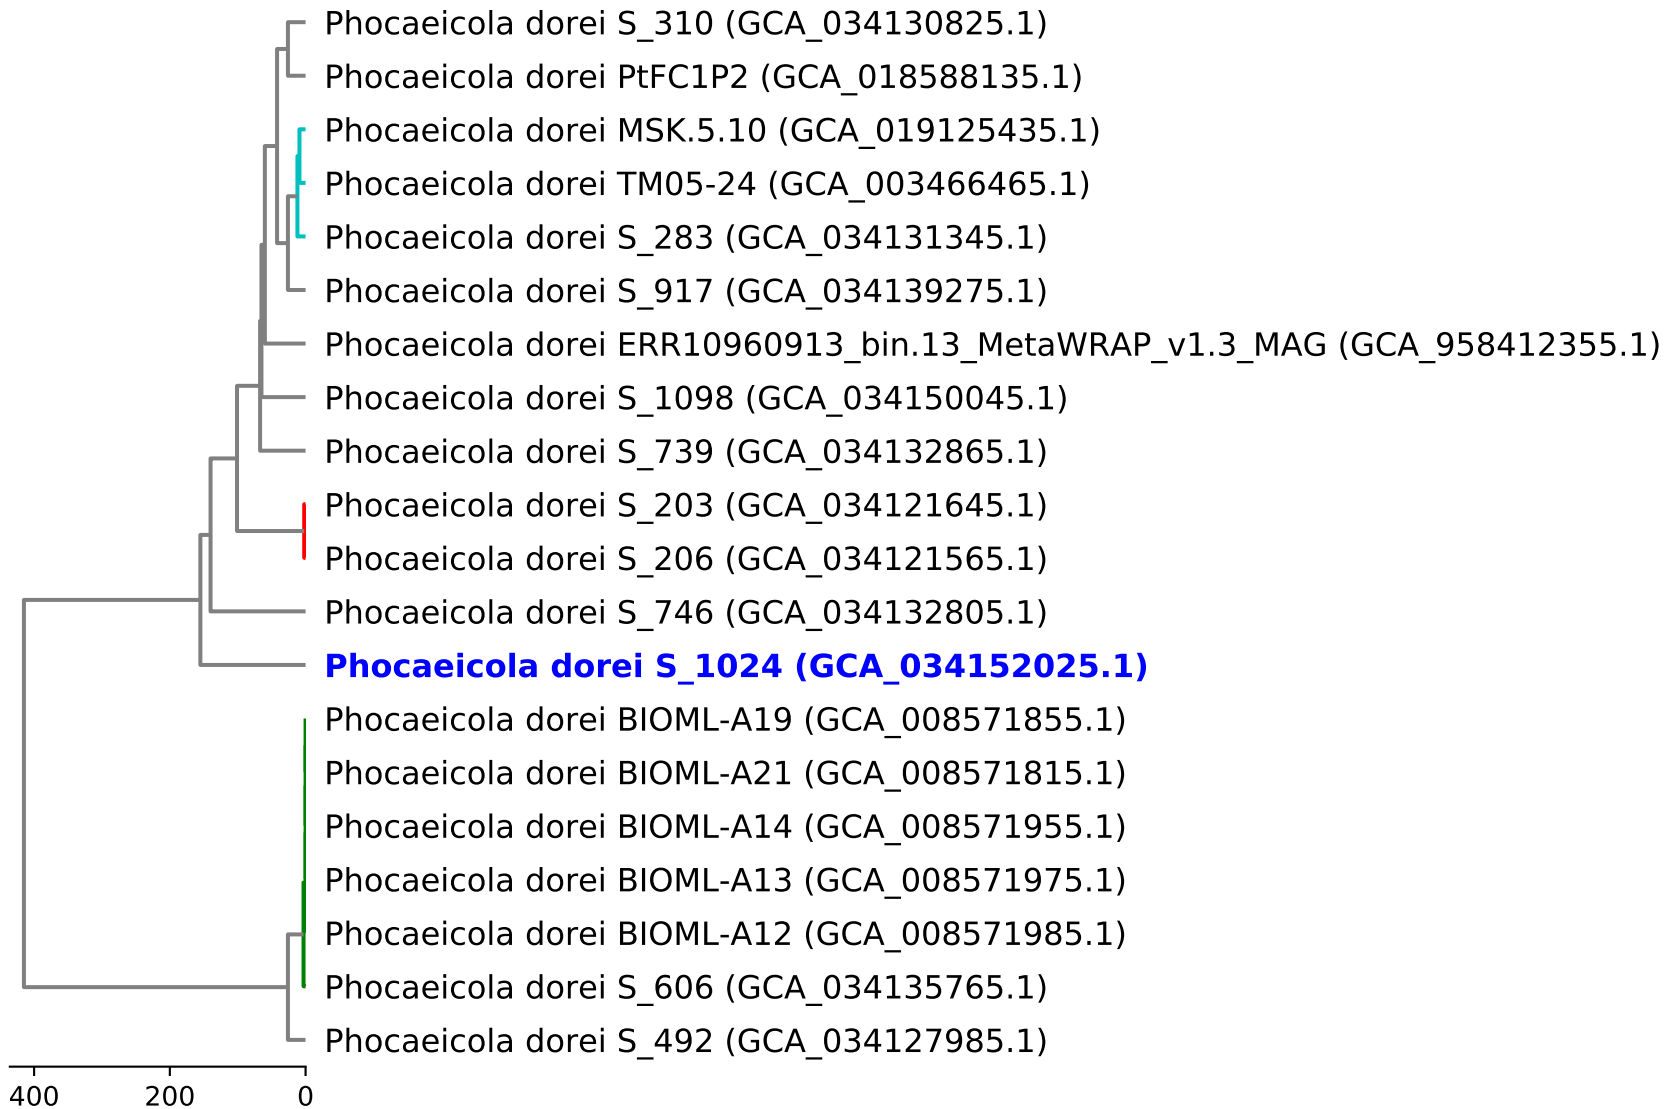 Phocaeicola dorei S_310 (GCA_034130825.1)
Phocaeicola dorei PtFC1P2 (GCA_018588135.1)
Phocaeicola dorei MSK.5.10 (GCA_019125435.1)
Phocaeicola dorei TM05-24 (GCA_003466465.1)
Phocaeicola dorei S_283 (GCA_034131345.1)
Phocaeicola dorei S_917 (GCA_034139275.1)
Phocaeicola dorei ERR10960913_bin.13_MetaWRAP_v1.3_MAG (GCA_958412355.1)
Phocaeicola dorei S_1098 (GCA_034150045.1)
Phocaeicola dorei S_739 (GCA_034132865.1)
Phocaeicola dorei S_203 (GCA_034121645.1)
Phocaeicola dorei S_206 (GCA_034121565.1)
Phocaeicola dorei S_746 (GCA_034132805.1)
Phocaeicola dorei S_1024 (GCA_034152025.1)
Phocaeicola dorei BIOML-A19 (GCA_008571855.1)
Phocaeicola dorei BIOML-A21 (GCA_008571815.1)
Phocaeicola dorei BIOML-A14 (GCA_008571955.1)
Phocaeicola dorei BIOML-A13 (GCA_008571975.1)
Phocaeicola dorei BIOML-A12 (GCA_008571985.1)
Phocaeicola dorei S_606 (GCA_034135765.1)
Phocaeicola dorei S_492 (GCA_034127985.1)
400 200 0